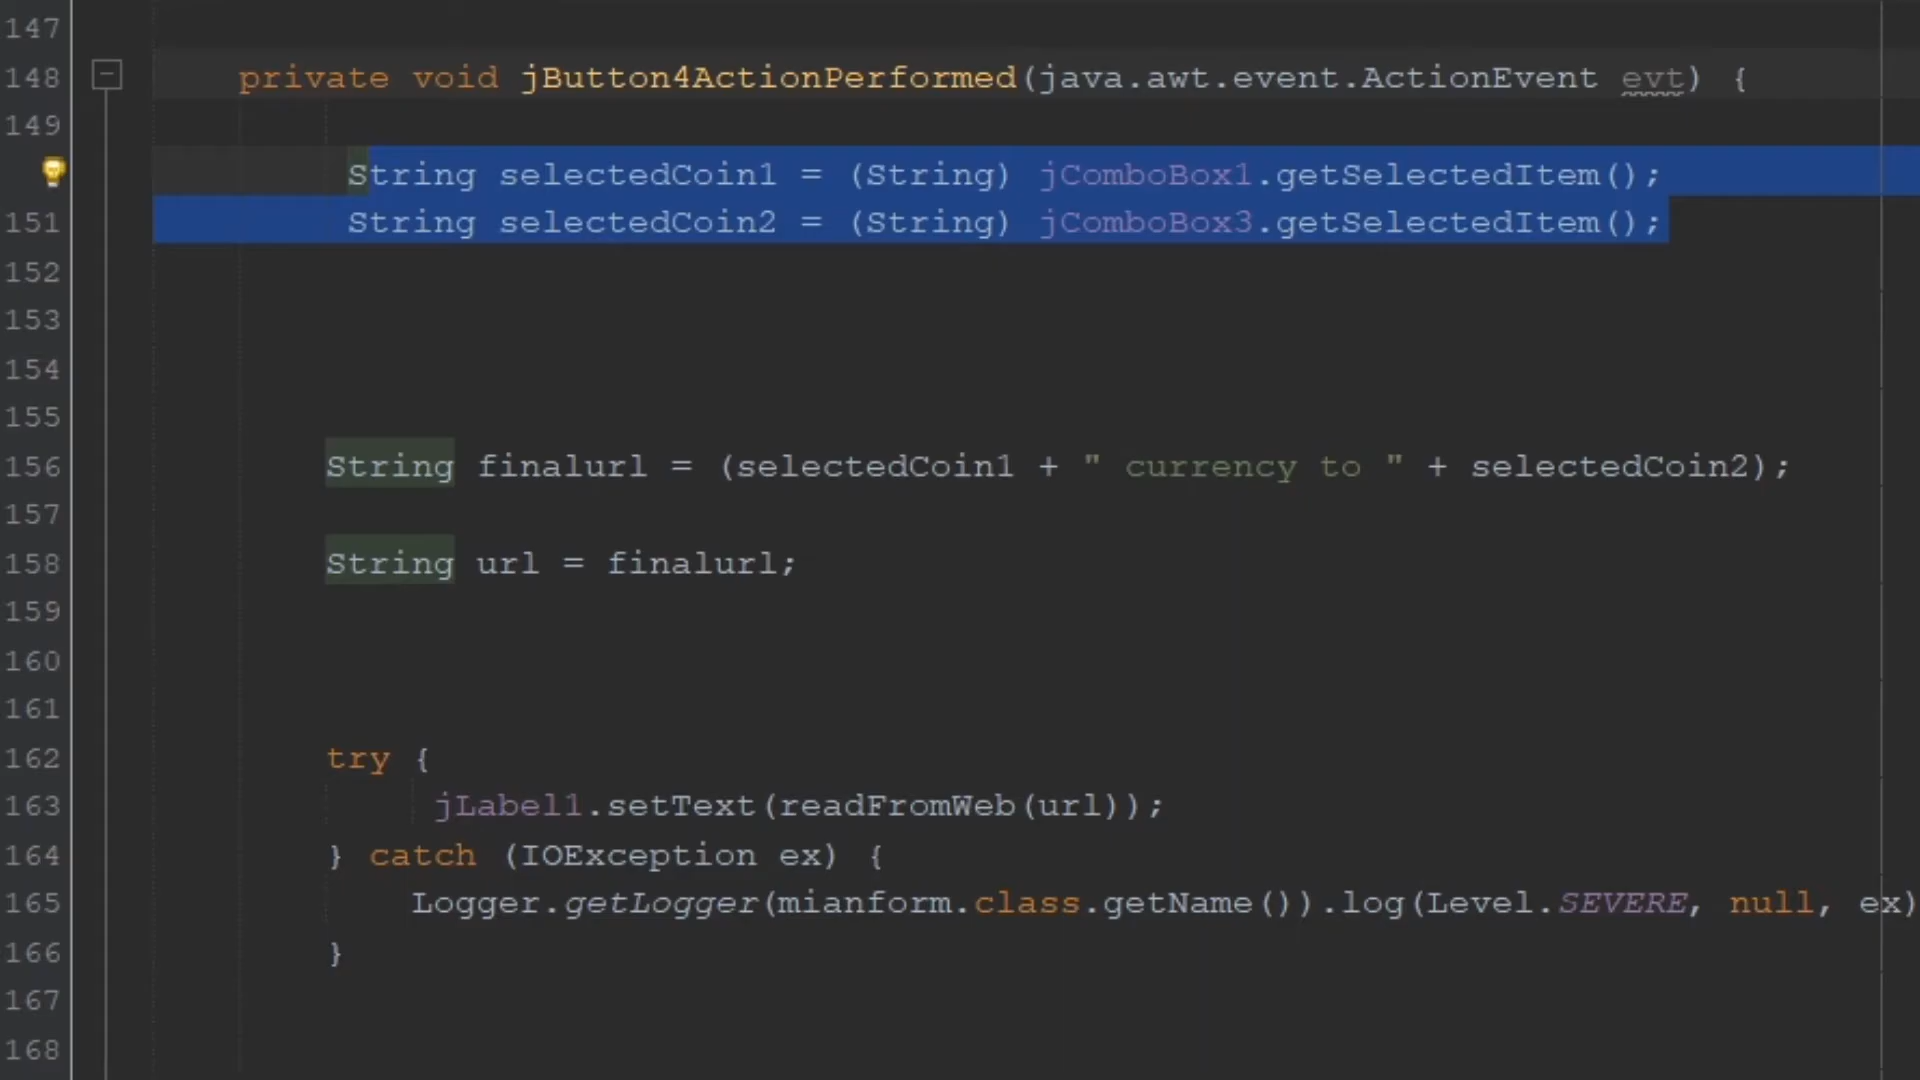 147
148 private void jButton4ActionPerformed(java.awt.event.ActionEvent evt) {
149
String selectedCoin1 = (String) jComboBox1.getSelectedItem();
151 String selectedCoin2 = (String) jComboBox3.getSelectedItem();
152
153
154
155
156 String finalurl = (selectedCoin1 + " currency to " + selectedCoin2);
157
158 String url = finalurl;
159
160
161
162 try {
163 jLabel1.setText(readFromWeb(url));
164 } catch (IOException ex) {
165 Logger.getLogger(mianform.class.getName()).log(Level.SEVERE, null, ex)
166 }
167
168